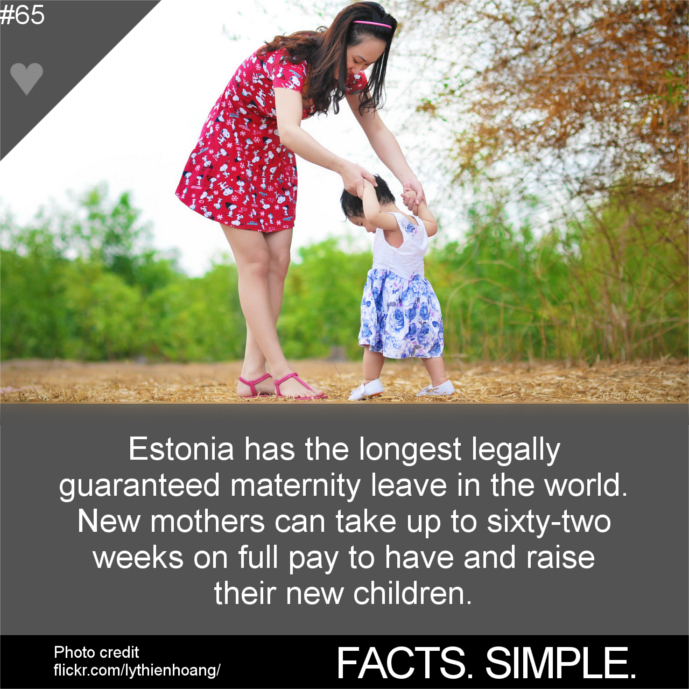 #65
Estonia has the longest legally
guaranteed maternity leave in the world.
New mothers can take up to sixty-two
weeks on full pay to have and raise
their new children.
Photo credit
flickr.com/lythienhoang/
FACTS. SIMPLE.